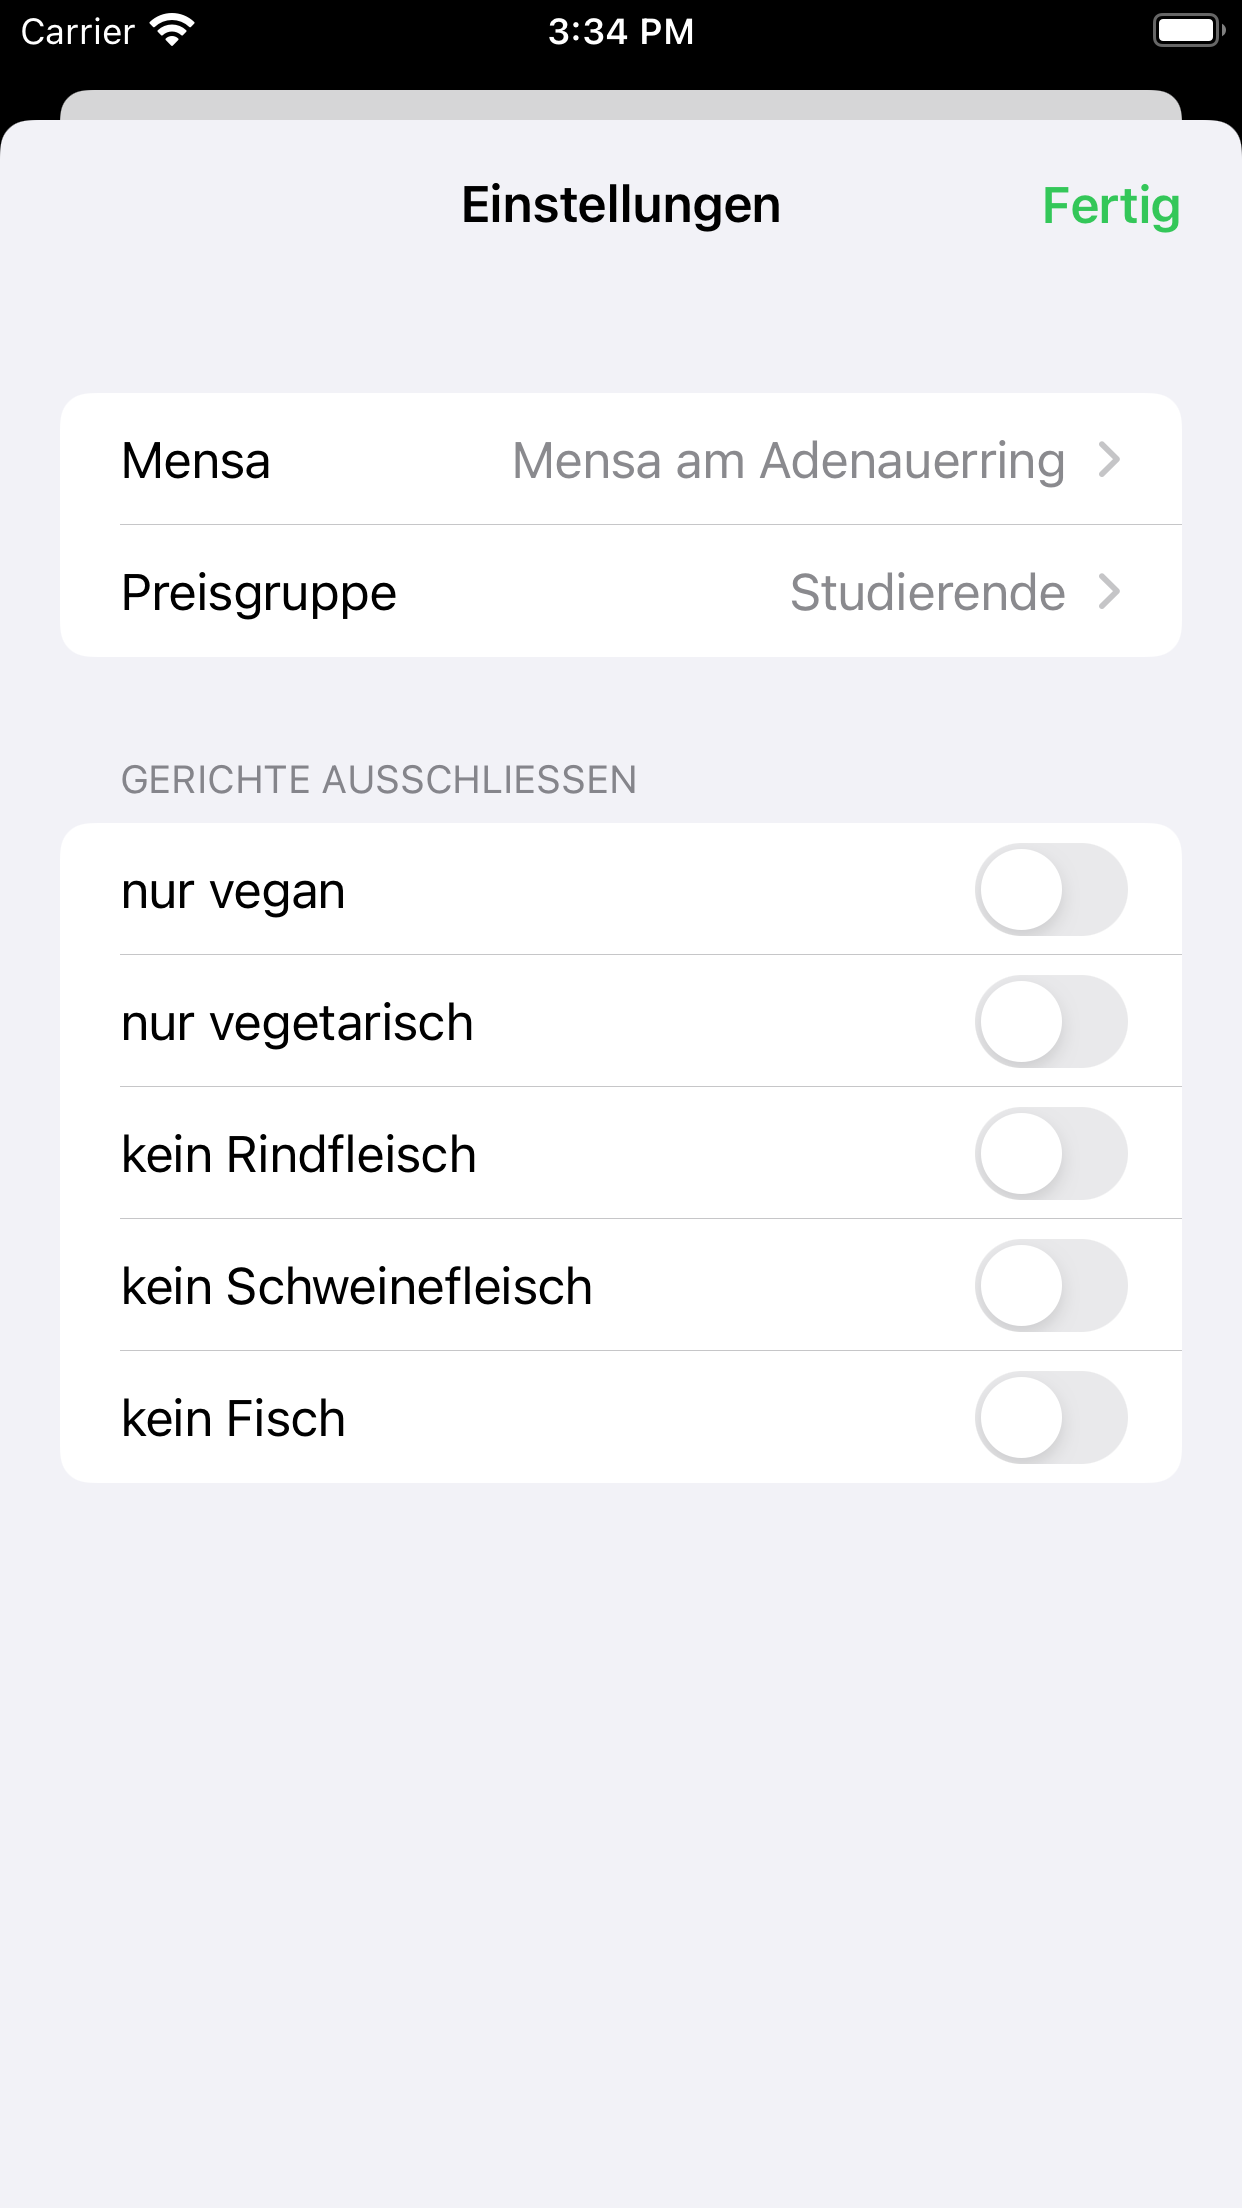 Carrier 3:34 PM
Einstellungen Fertig
Mensa Mensa am Adenauerring
Preisgruppe Studierende
GERICHTE AUSSCHLIESSEN
nur vegan
nur vegetarisch
kein Rindfleisch
kein Schweinefleisch
kein Fisch